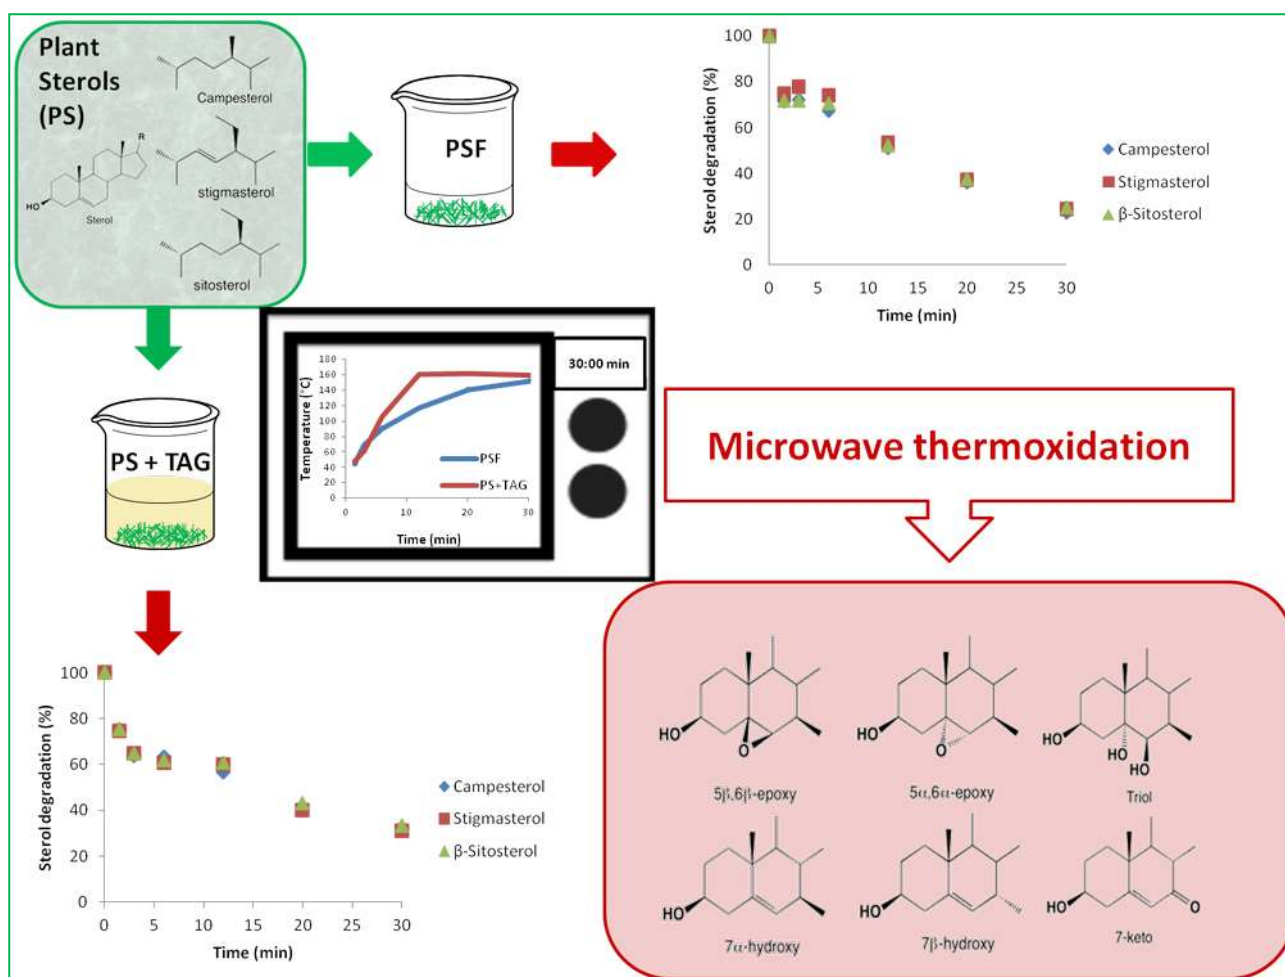 Plant
Sterols
(PS)
Campesterol
R
stigmasterol
HO
Sterol
sitosterol
PSF
Sterol degradation (%)
100
80
60
40
20
0
0 5 10 15 20 25 30
Time (min)
Campesterol
Stigmasterol
β-Sitosterol
PS + TAG
Temperature (°C)
180
160
140
120
100
80
60
40
20
0
0 10 20 30
Time (min)
PSF
PS+TAG
30:00 min
Microwave thermoxidation
Sterol degradation (%)
100
80
60
40
20
0
0 5 10 15 20 25 30
Time (min)
Campesterol
Stigmasterol
β-Sitosterol
HO
O
5β,6β-epoxy
HO
O
5α,6α-epoxy
HO
HO
HO
Triol
HO
7α-hydroxy
HO
7β-hydroxy
HO
O
7-keto